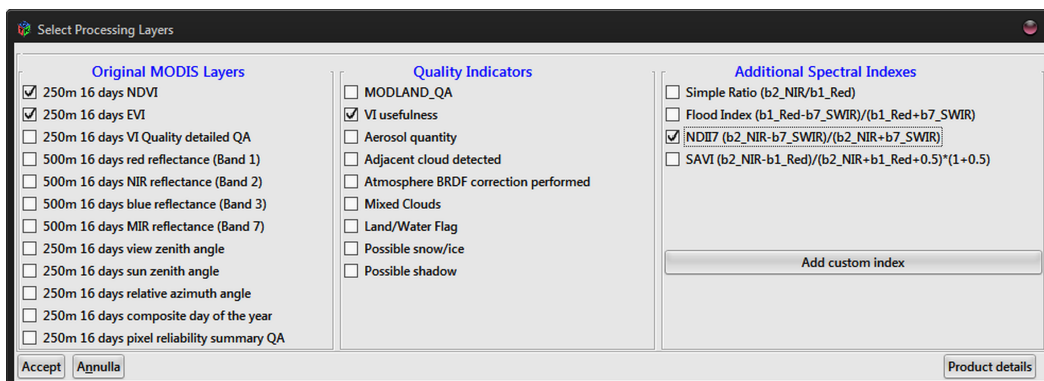 Select Processing Layers
Original MODIS Layers
250m 16 days NDVI
250m 16 days EVI
250m 16 days VI Quality detailed QA
500m 16 days red reflectance (Band 1)
500m 16 days NIR reflectance (Band 2)
500m 16 days blue reflectance (Band 3)
500m 16 days MIR reflectance (Band 7)
250m 16 days view zenith angle
250m 16 days sun zenith angle
250m 16 days relative azimuth angle
250m 16 days composite day of the year
250m 16 days pixel reliability summary QA
Quality Indicators
MODLAND_QA
VI usefulness
Aerosol quantity
Adjacent cloud detected
Atmosphere BRDF correction performed
Mixed Clouds
Land/Water Flag
Possible snow/ice
Possible shadow
Additional Spectral Indexes
Simple Ratio (b2_NIR/b1_Red)
Flood Index (b1_Red-b7_SWIR)/(b1_Red+b7_SWIR)
NDII7 (b2_NIR-b7_SWIR)/(b2_NIR+b7_SWIR)
SAVI (b2_NIR-b1_Red)/(b2_NIR+b1_Red+0.5)*(1+0.5)
Add custom index
Accept
Annulla
Product details